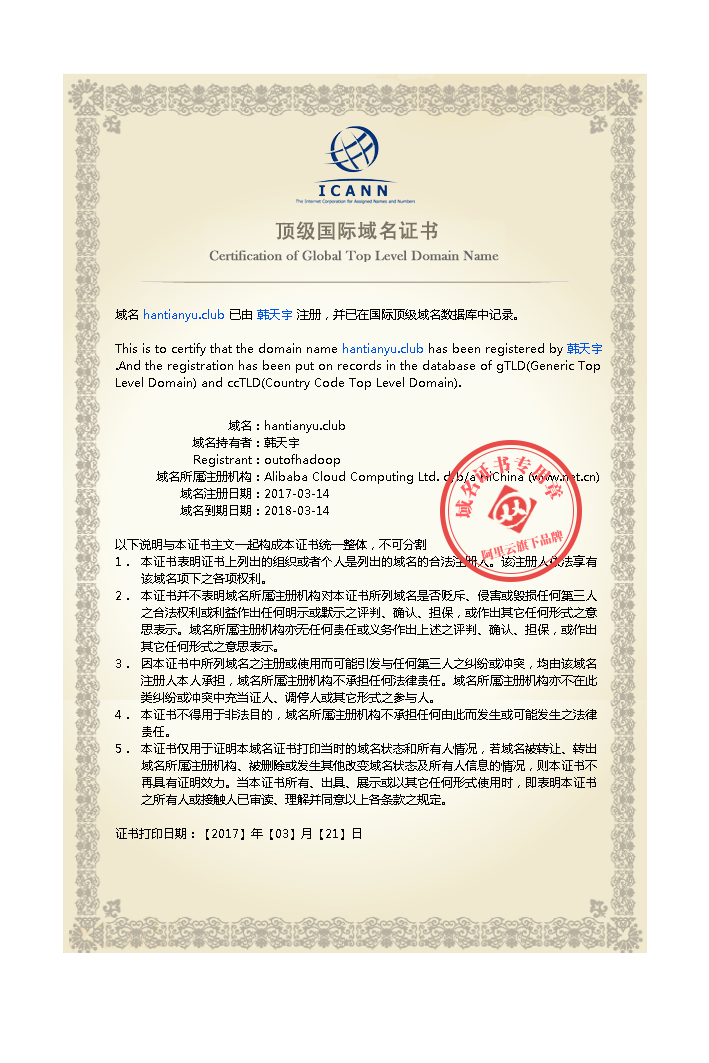 ICANN
The Internet Corporation for Assigned Names and Numbers
顶级国际域名证书
Certification of Global Top Level Domain Name
域名 hantianyu.club 已由 韩天宇 注册，并已在国际顶级域名数据库中记录。
This is to certify that the domain name hantianyu.club has been registered by 韩天宇
.And the registration has been put on records in the database of gTLD(Generic Top
Level Domain) and ccTLD(Country Code Top Level Domain).
域名：hantianyu.club
域名持有者：韩天宇
Registrant：outofhadoop
域名所属注册机构：Alibaba Cloud Computing Ltd. d/b/a HiChina (www.net.cn)
域名注册日期：2017-03-14
域名到期日期：2018-03-14
域名证书专用章
阿里云旗下品牌
以下说明与本证书主文一起构成本证书统一整体，不可分割
1． 本证书表明证书上列出的组织或者个人是列出的域名的合法注册人。该注册人依法享有
该域名项下之各项权利。
2． 本证书并不表明域名所属注册机构对本证书所列域名是否贬斥、侵害或毁损任何第三人
之合法权利或利益作出任何明示或默示之评判、确认、担保，或作出其它任何形式之意
思表示。域名所属注册机构亦无任何责任或义务作出上述之评判、确认、担保，或作出
其它任何形式之意思表示。
3． 因本证书中所列域名之注册或使用而可能引发与任何第三人之纠纷或冲突，均由该域名
注册人本人承担，域名所属注册机构不承担任何法律责任。域名所属注册机构亦不在此
类纠纷或冲突中充当证人、调停人或其它形式之参与人。
4． 本证书不得用于非法目的，域名所属注册机构不承担任何由此而发生或可能发生之法律
责任。
5． 本证书仅用于证明本域名证书打印当时的域名状态和所有人情况，若域名被转让、转出
域名所属注册机构、被删除或发生其他改变域名状态及所有人信息的情况，则本证书不
再具有证明效力。当本证书所有、出具、展示或以其它任何形式使用时，即表明本证书
之所有人或接触人已审读、理解并同意以上各条款之规定。
证书打印日期：【2017】年【03】月【21】日